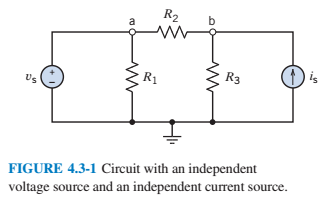 a
R2
b
vs
+
-
R1
R3
is
FIGURE 4.3-1 Circuit with an independent
voltage source and an independent current source.